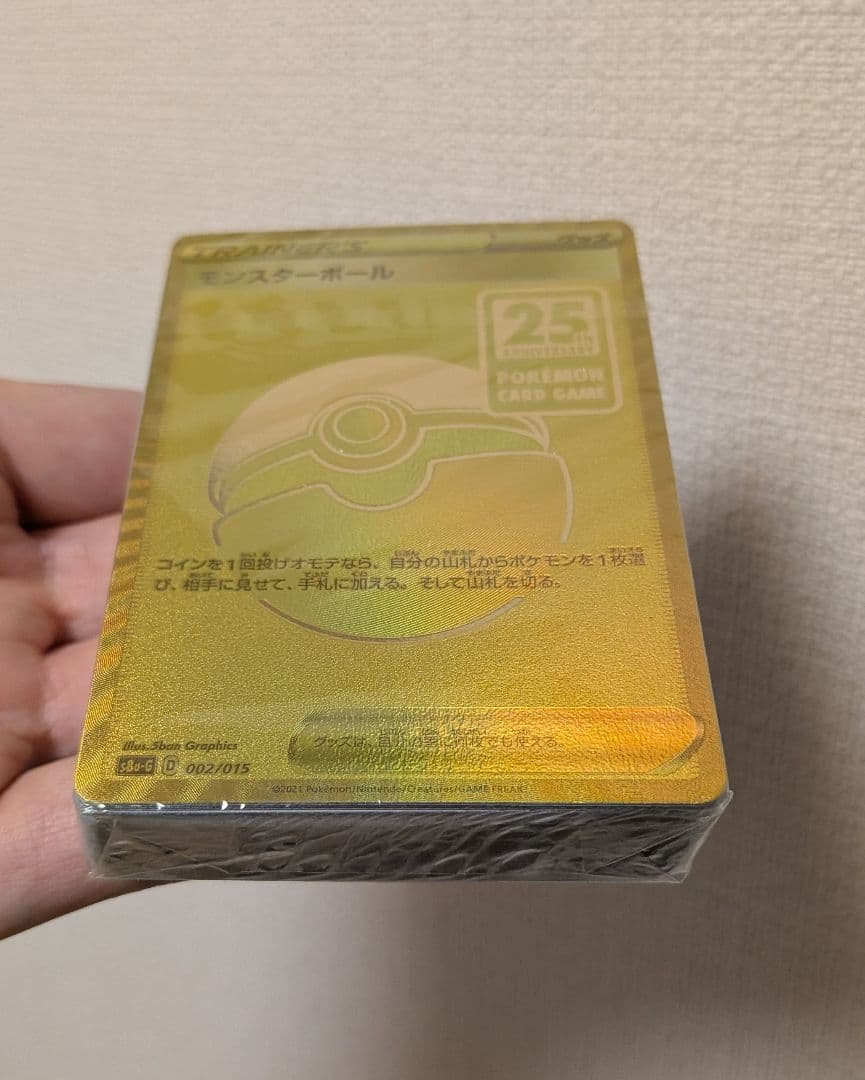 TRAINER'S
グッズ
モンスターボール
25th
ANNIVERSARY
POKÉMON
CARD GAME
コインを1回投げオモテなら、自分の山札からポケモンを1枚選
び、相手に見せて、手札に加える。そして山札を切る。
グッズは、自分の番に何枚でも使える。
illus.5ban Graphics
s8a-G D 002/015
©2021 Pokémon/Nintendo/Creatures/GAME FREAK.